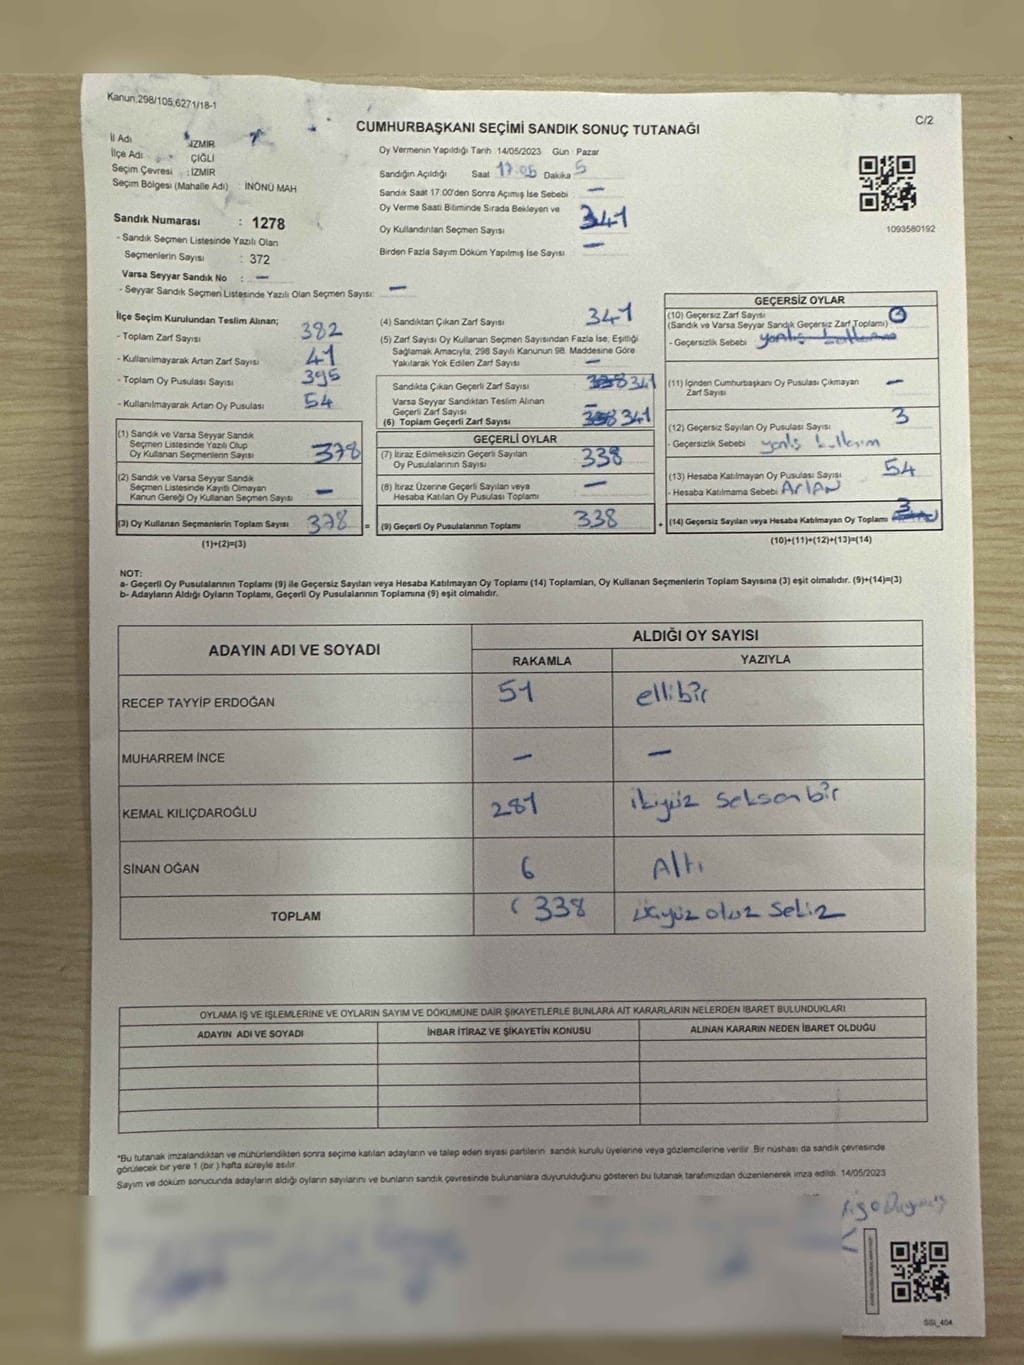 Kanun,298/105,6271/18-1
C/2
CUMHURBAŞKANI SEÇİMİ SANDIK SONUÇ TUTANAĞI
İl Adı : İZMİR
İlçe Adı : ÇİĞLİ
Seçim Çevresi : İZMİR
Seçim Bölgesi (Mahalle Adı) : İNÖNÜ MAH
Sandık Numarası : 1278
- Sandık Seçmen Listesinde Yazılı Olan
Seçmenlerin Sayısı : 372
Varsa Seyyar Sandık No : —
- Seyyar Sandık Seçmen Listesinde Yazılı Olan Seçmen Sayısı: —
Oy Vermenin Yapıldığı Tarih 14/05/2023 Gün : Pazar
Sandığın Açıldığı Saat 17:05 Dakika 5
Sandık Saat 17:00'den Sonra Açımış İse Sebebi : —
Oy Verme Saati Bitiminde Sırada Bekleyen ve
Oy Kullandırılan Seçmen Sayısı : 341
Birden Fazla Sayım Döküm Yapılmış İse Sayısı : —
1093580192
İlçe Seçim Kurulundan Teslim Alınan;
- Toplam Zarf Sayısı : 382
- Kullanılmayarak Artan Zarf Sayısı : 41
- Toplam Oy Pusulası Sayısı : 395
- Kullanılmayarak Artan Oy Pusulası : 54
(1) Sandık ve Varsa Seyyar Sandık
Seçmen Listesinde Yazılı Olup
Oy Kullanan Seçmenlerin Sayısı : 378
(2) Sandık ve Varsa Seyyar Sandık
Seçmen Listesinde Kayıtlı Olmayan
Kanun Gereği Oy Kullanan Seçmen Sayısı : —
(3) Oy Kullanan Seçmenlerin Toplam Sayısı : 378 =
(1)+(2)=(3)
(4) Sandıktan Çıkan Zarf Sayısı : 341
(5) Zarf Sayısı Oy Kullanan Seçmen Sayısından Fazla İse, Eşitliği
Sağlamak Amacıyla, 298 Sayılı Kanunun 98. Maddesine Göre
Yakılarak Yok Edilen Zarf Sayısı : —
Sandıkta Çıkan Geçerli Zarf Sayısı : 338 341
Varsa Seyyar Sandıktan Teslim Alınan
Geçerli Zarf Sayısı : —
(6) Toplam Geçerli Zarf Sayısı : 338 341
GEÇERLİ OYLAR
(7) İtiraz Edilmeksizin Geçerli Sayılan
Oy Pusulalarının Sayısı : 338
(8) İtiraz Üzerine Geçerli Sayılan veya
Hesaba Katılan Oy Pusulası Toplamı : —
(9) Geçerli Oy Pusulalarının Toplamı : 338 +
GEÇERSİZ OYLAR
(10) Geçersiz Zarf Sayısı : 0
(Sandık ve Varsa Seyyar Sandık Geçersiz Zarf Toplamı)
- Geçersizlik Sebebi : yanlış
(11) İçinden Cumhurbaşkanı Oy Pusulası Çıkmayan
Zarf Sayısı : —
(12) Geçersiz Sayılan Oy Pusulası Sayısı : 3
- Geçersizlik Sebebi : yanlış kullanım
(13) Hesaba Katılmayan Oy Pusulası Sayısı : 54
- Hesaba Katılmama Sebebi : ArTAN
(14) Geçersiz Sayılan veya Hesaba Katılmayan Oy Toplamı : 3
(10)+(11)+(12)+(13)=(14)
NOT:
a- Geçerli Oy Pusulalarının Toplamı (9) ile Geçersiz Sayılan veya Hesaba Katılmayan Oy Toplamı (14) Toplamları, Oy Kullanan Seçmenlerin Toplam Sayısına (3) eşit olmalıdır. (9)+(14)=(3)
b- Adayların Aldığı Oyların Toplamı, Geçerli Oy Pusulalarının Toplamına (9) eşit olmalıdır.
ADAYIN ADI VE SOYADI ALDIĞI OY SAYISI
RAKAMLA YAZIYLA
RECEP TAYYİP ERDOĞAN 51 ellibir
MUHARREM İNCE — —
KEMAL KILIÇDAROĞLU 281 ikiyüz seksen bir
SİNAN OĞAN 6 Altı
TOPLAM 338 üçyüz otuz sekiz
OYLAMA İŞ VE İŞLEMLERİNE VE OYLARIN SAYIM VE DÖKÜMÜNE DAİR ŞİKAYETLERLE BUNLARA AİT KARARLARIN NELERDEN İBARET BULUNDUKLARI
ADAYIN ADI VE SOYADI İHBAR İTİRAZ VE ŞİKAYETİN KONUSU ALINAN KARARIN NEDEN İBARET OLDUĞU
*Bu tutanak imzalandıktan ve mühürlendikten sonra seçime katılan adayların ve talep eden siyasi partilerin sandık kurulu üyelerine veya gözlemcilerine verilir. Bir nüshası da sandık çevresinde
görülecek bir yere 1 (bir ) hafta süreyle asılır.
Sayım ve döküm sonucunda adayların aldığı oyların sayılarını ve bunların sandık çevresinde bulunanlara duyurulduğunu gösteren bu tutanak tarafımızdan düzenlenerek imza edildi. 14/05/2023